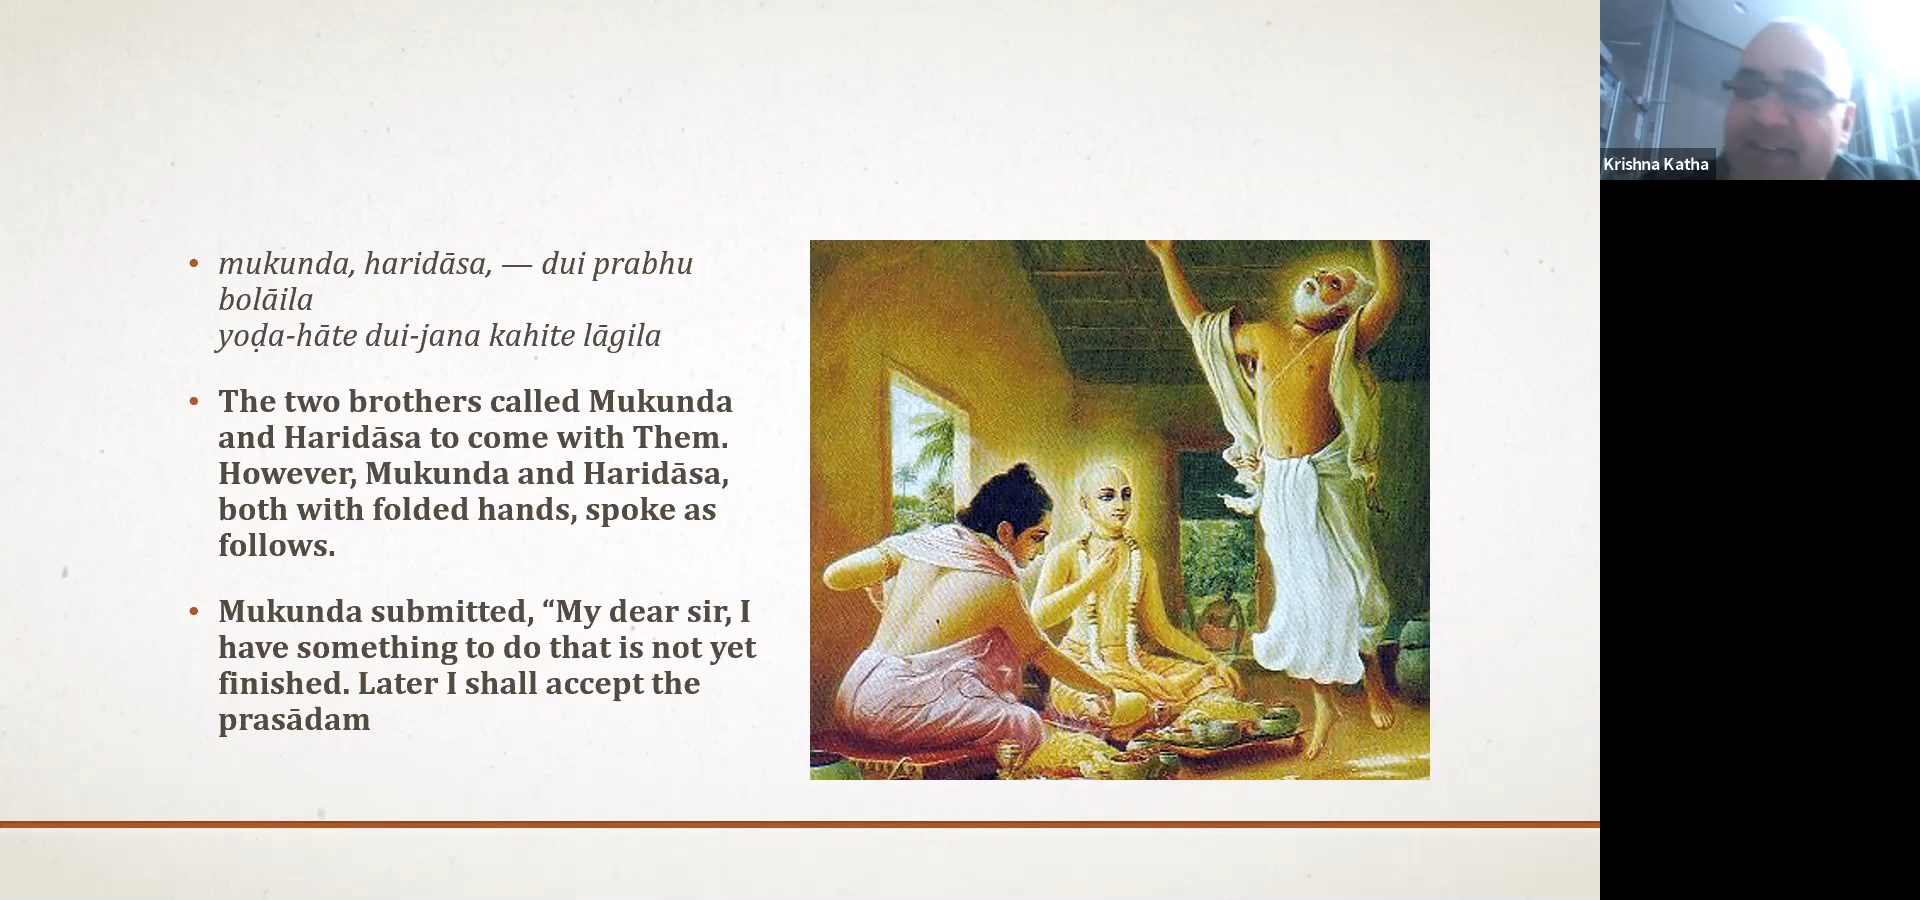 mukunda, haridāsa, — dui prabhu
bolāila
yoḍa-hāte dui-jana kahite lāgila
The two brothers called Mukunda
and Haridāsa to come with Them.
However, Mukunda and Haridāsa,
both with folded hands, spoke as
follows.
Mukunda submitted, “My dear sir, I
have something to do that is not yet
finished. Later I shall accept the
prasādam
Krishna Katha